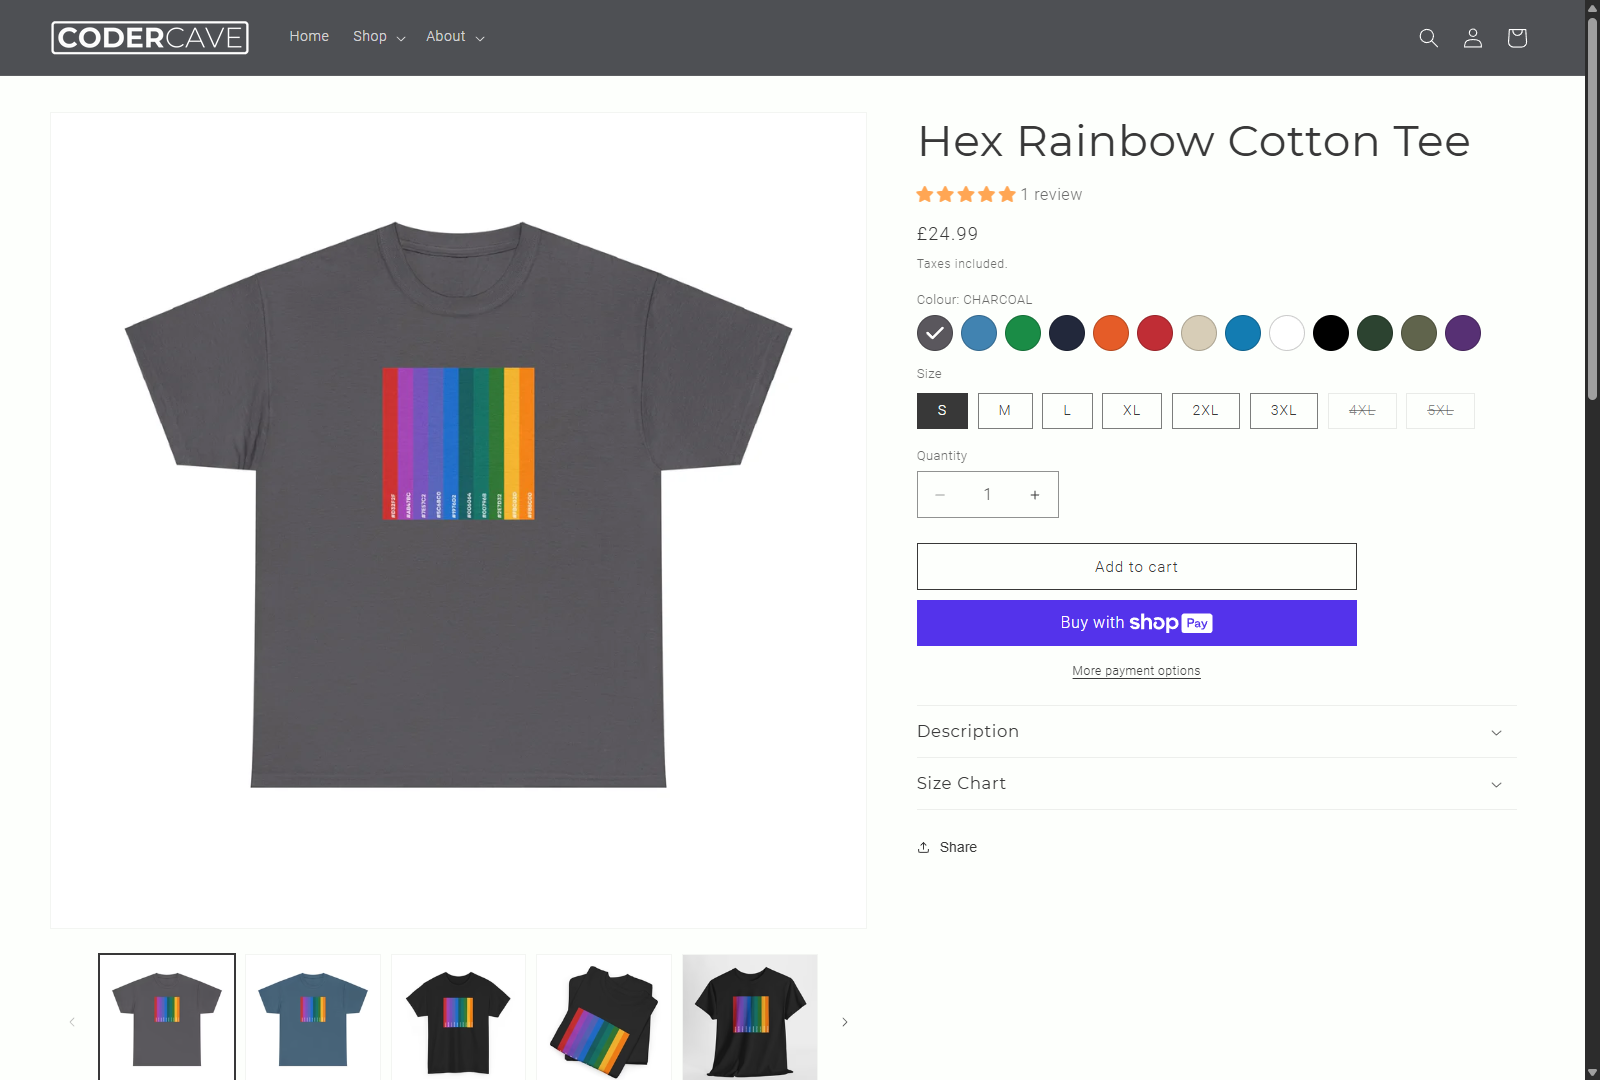 CODERCAVE
Home
Shop
About
Hex Rainbow Cotton Tee
1 review
£24.99
Taxes included.
Colour: CHARCOAL
Size
S
M
L
XL
2XL
3XL
4XL
5XL
Quantity
1
Add to cart
Buy with shop Pay
More payment options
Description
Size Chart
Share